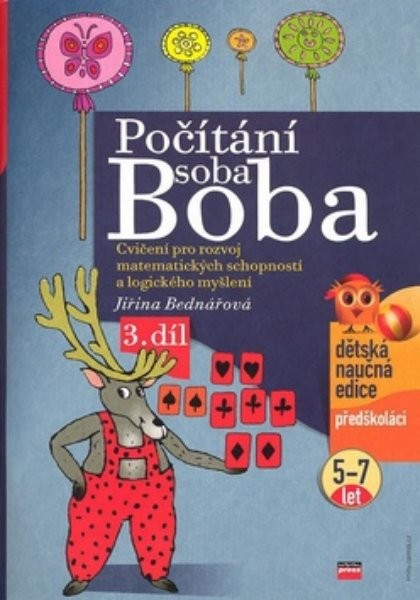 Počítání
soba
Boba
Cvičení pro rozvoj
matematických schopností
a logického myšlení
Jiřina Bednářová
3. díl
dětská
naučná
edice
předškoláci
5–7
let
press